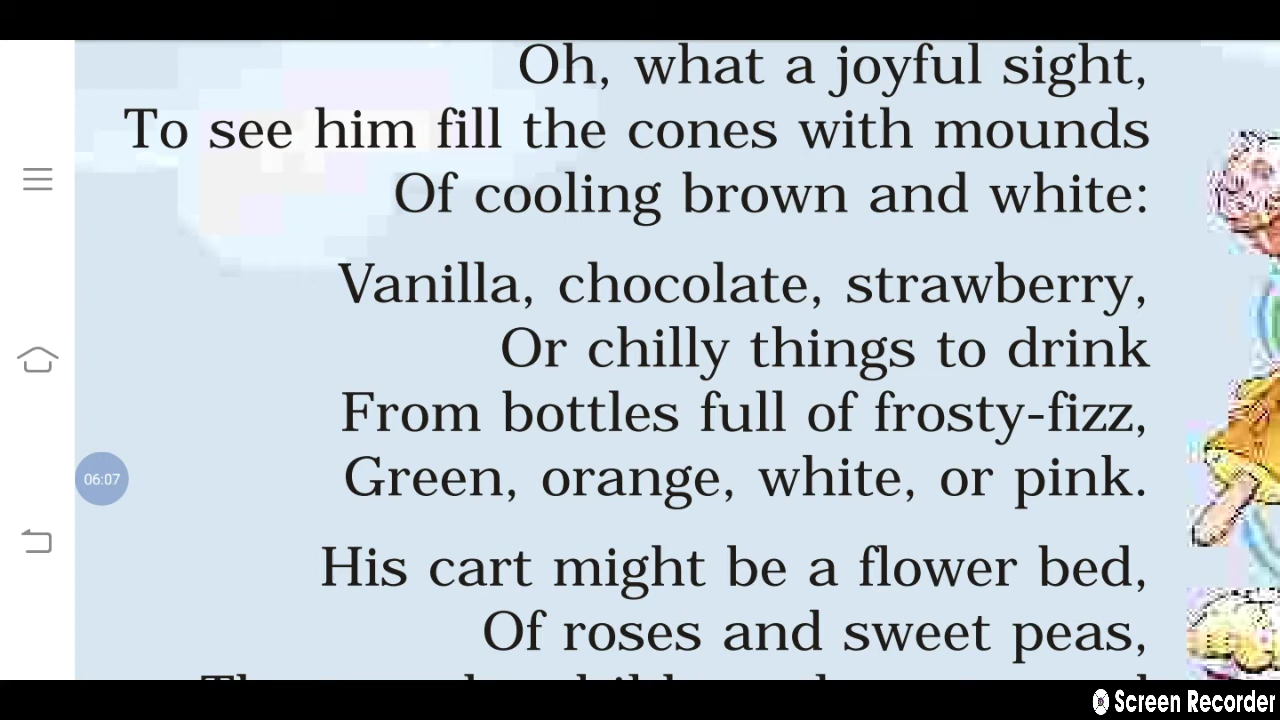 Oh, what a joyful sight,
To see him fill the cones with mounds
Of cooling brown and white:
Vanilla, chocolate, strawberry,
Or chilly things to drink
From bottles full of frosty-fizz,
Green, orange, white, or pink.
06:07
His cart might be a flower bed,
Of roses and sweet peas,
Screen Recorder